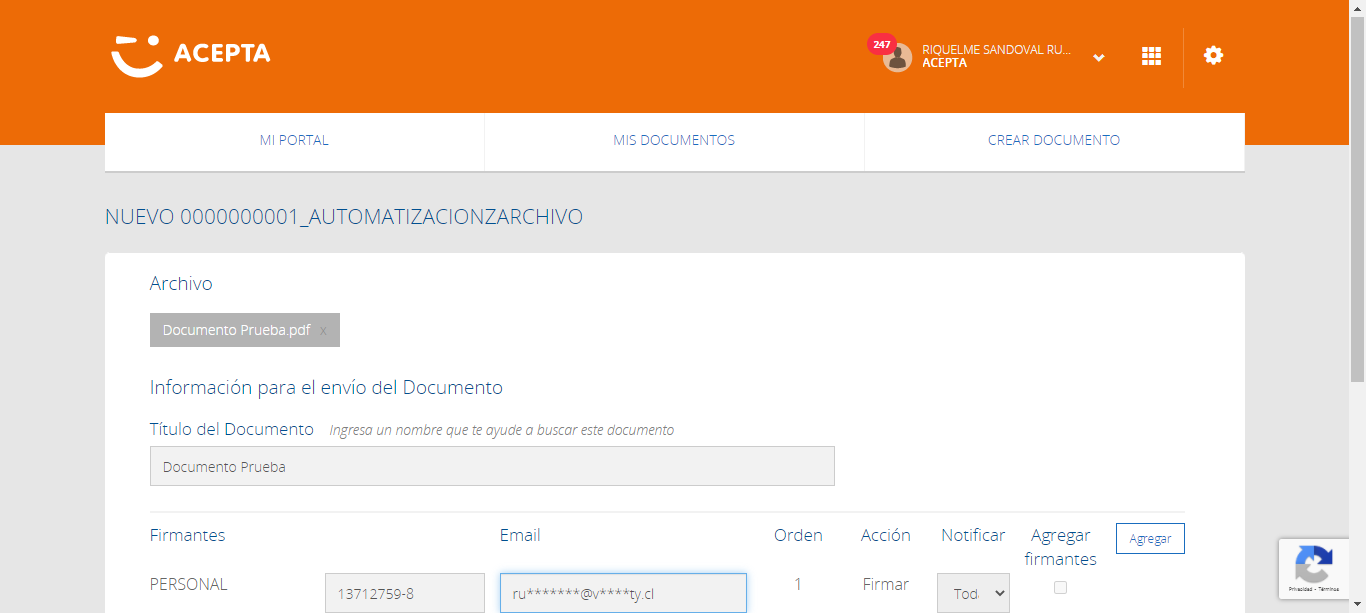 ACEPTA
247
RIQUELME SANDOVAL RU...
ACEPTA
MI PORTAL
MIS DOCUMENTOS
CREAR DOCUMENTO
NUEVO 0000000001_AUTOMATIZACIONZARCHIVO
Archivo
Documento Prueba.pdf x
Información para el envío del Documento
Título del Documento Ingresa un nombre que te ayude a buscar este documento
Documento Prueba
Firmantes Email Orden Acción Notificar Agregar firmantes Agregar
PERSONAL 13712759-8 ru*******@v****ty.cl 1 Firmar Toda
Privacidad - Términos